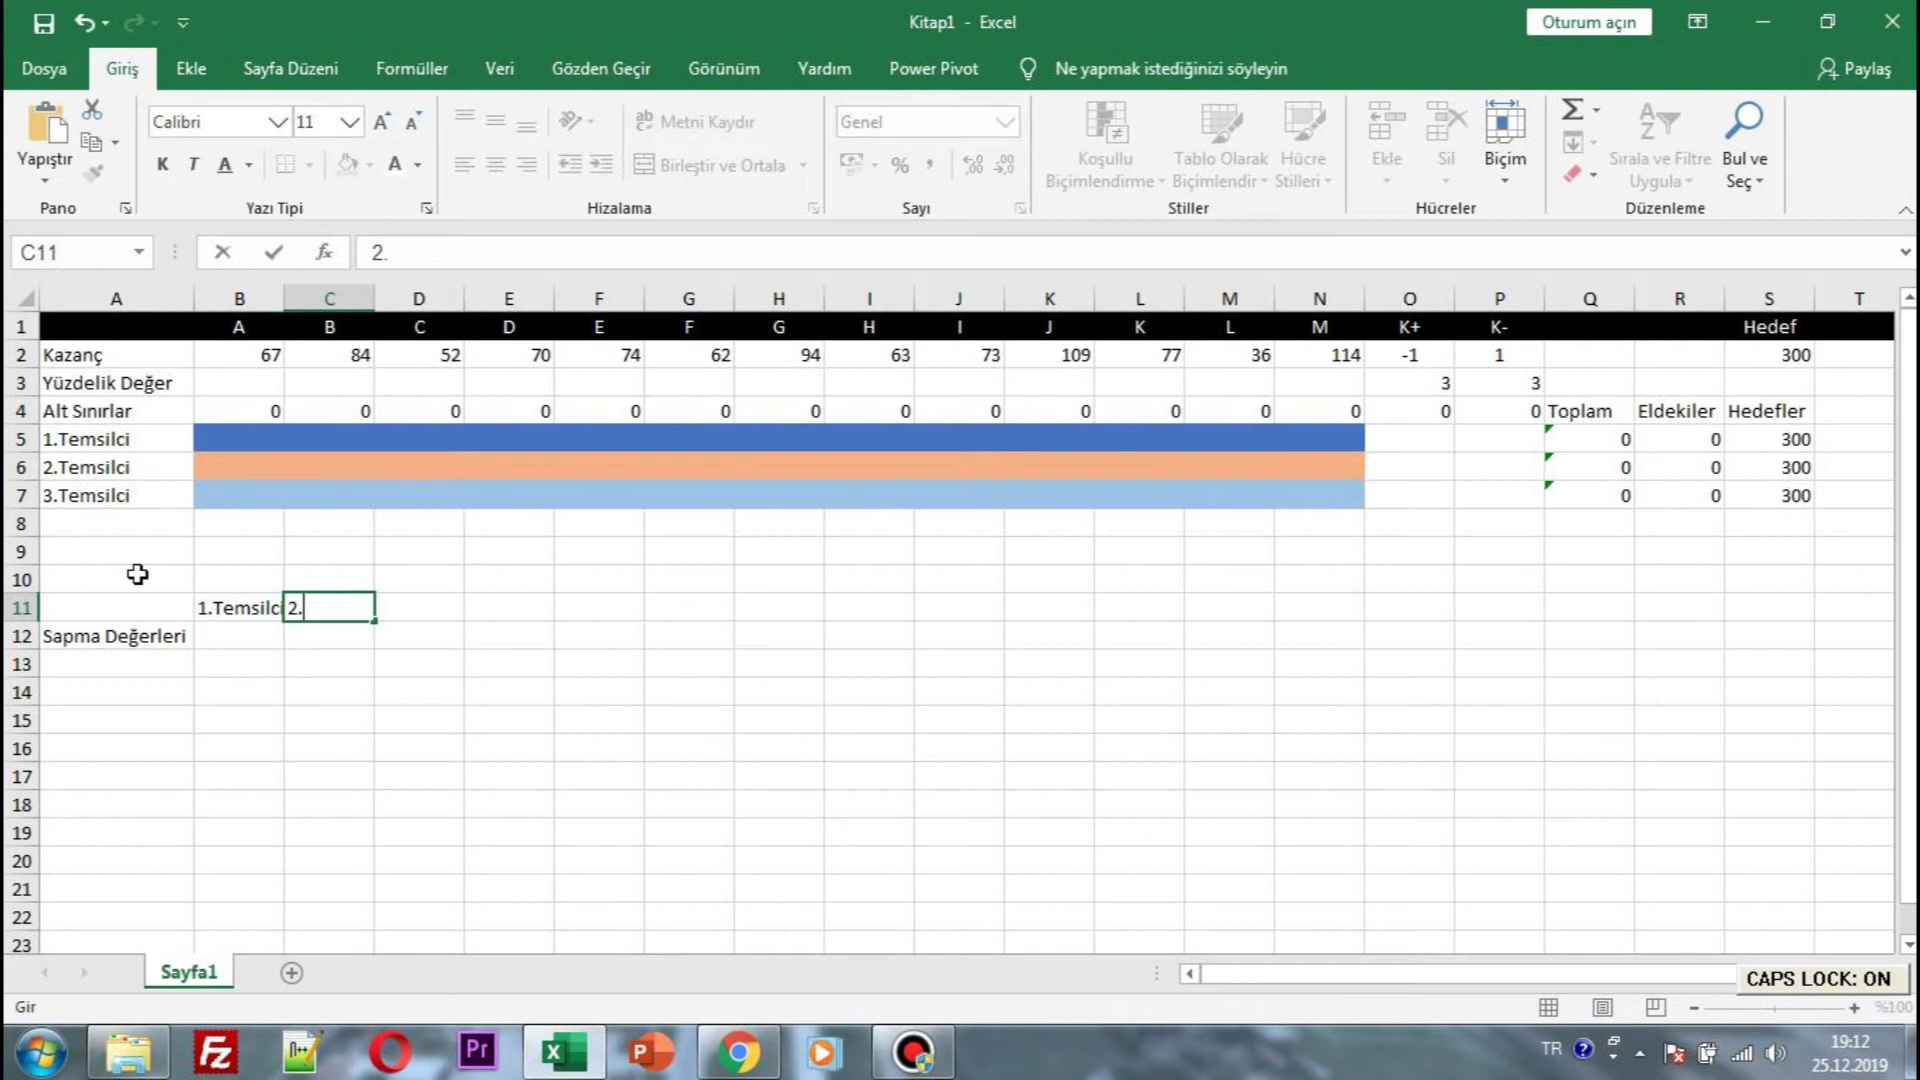 Kitap1 - Excel
Oturum açın
Dosya Giriş Ekle Sayfa Düzeni Formüller Veri Gözden Geçir Görünüm Yardım Power Pivot Ne yapmak istediğinizi söyleyin Paylaş
Yapıştır
Pano
Calibri 11
K T A
Yazı Tipi
Metni Kaydır
Birleştir ve Ortala
Hizalama
Genel
Sayı
Koşullu Biçimlendirme
Tablo Olarak Biçimlendir
Hücre Stilleri
Stiller
Ekle
Sil
Biçim
Hücreler
Sırala ve Filtre Uygula
Bul ve Seç
Düzenleme
C11 fx 2.
A B C D E F G H I J K L M N O P Q R S T
1 A B C D E F G H I J K L M K+ K- Hedef
2 Kazanç 67 84 52 70 74 62 94 63 73 109 77 36 114 -1 1 300
3 Yüzdelik Değer 3 3
4 Alt Sınırlar 0 0 0 0 0 0 0 0 0 0 0 0 0 0 0 Toplam Eldekiler Hedefler
5 1.Temsilci 0 0 300
6 2.Temsilci 0 0 300
7 3.Temsilci 0 0 300
8
9
10
11 1.Temsilci 2.
12 Sapma Değerleri
13
14
15
16
17
18
19
20
21
22
23
Sayfa1
CAPS LOCK: ON
Gir
%100
TR
19:12
25.12.2019